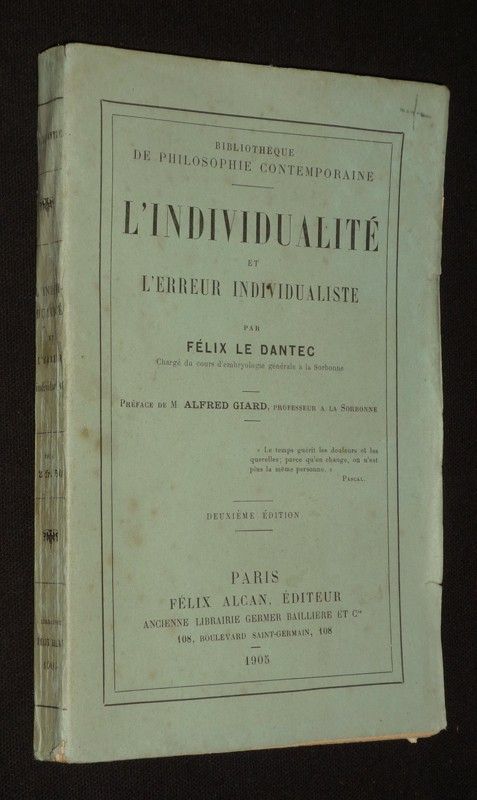 BIBLIOTHÈQUE
DE PHILOSOPHIE CONTEMPORAINE
L'INDIVIDUALITÉ
ET
L'ERREUR INDIVIDUALISTE
PAR
FÉLIX LE DANTEC
Chargé du cours d'embryologie générale à la Sorbonne
PRÉFACE DE M. ALFRED GIARD, PROFESSEUR A LA SORBONNE
« Le temps guérit les douleurs et les
querelles; parce qu'on change, on n'est
plus la même personne. »
PASCAL.
DEUXIÈME ÉDITION
PARIS
FÉLIX ALCAN, ÉDITEUR
ANCIENNE LIBRAIRIE GERMER BAILLIERE ET Cie
108, BOULEVARD SAINT-GERMAIN, 108
1905